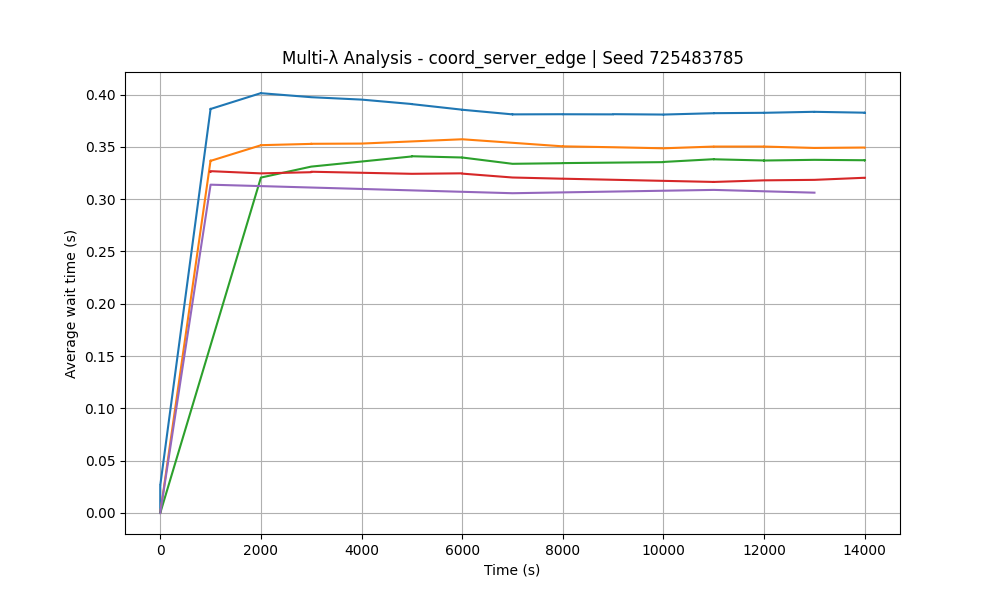 Multi-λ Analysis - coord_server_edge | Seed 725483785
Average wait time (s)
0.40
0.35
0.30
0.25
0.20
0.15
0.10
0.05
0.00
0 2000 4000 6000 8000 10000 12000 14000
Time (s)